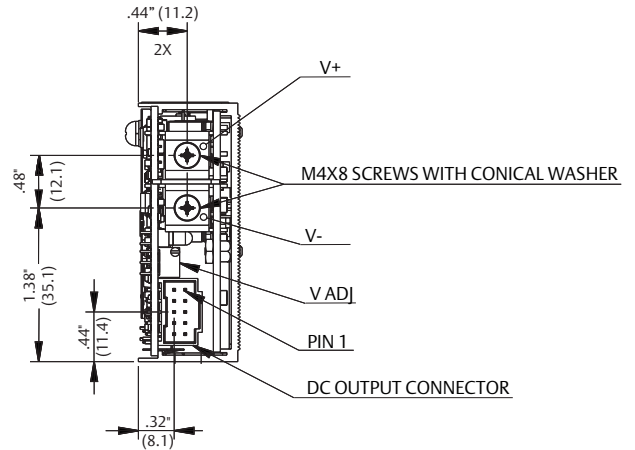 .44" (11.2)
2X
V+
M4X8 SCREWS WITH CONICAL WASHER
.48"
(12.1)
V-
1.38"
(35.1)
V ADJ
.44"
(11.4)
PIN 1
DC OUTPUT CONNECTOR
.32"
(8.1)